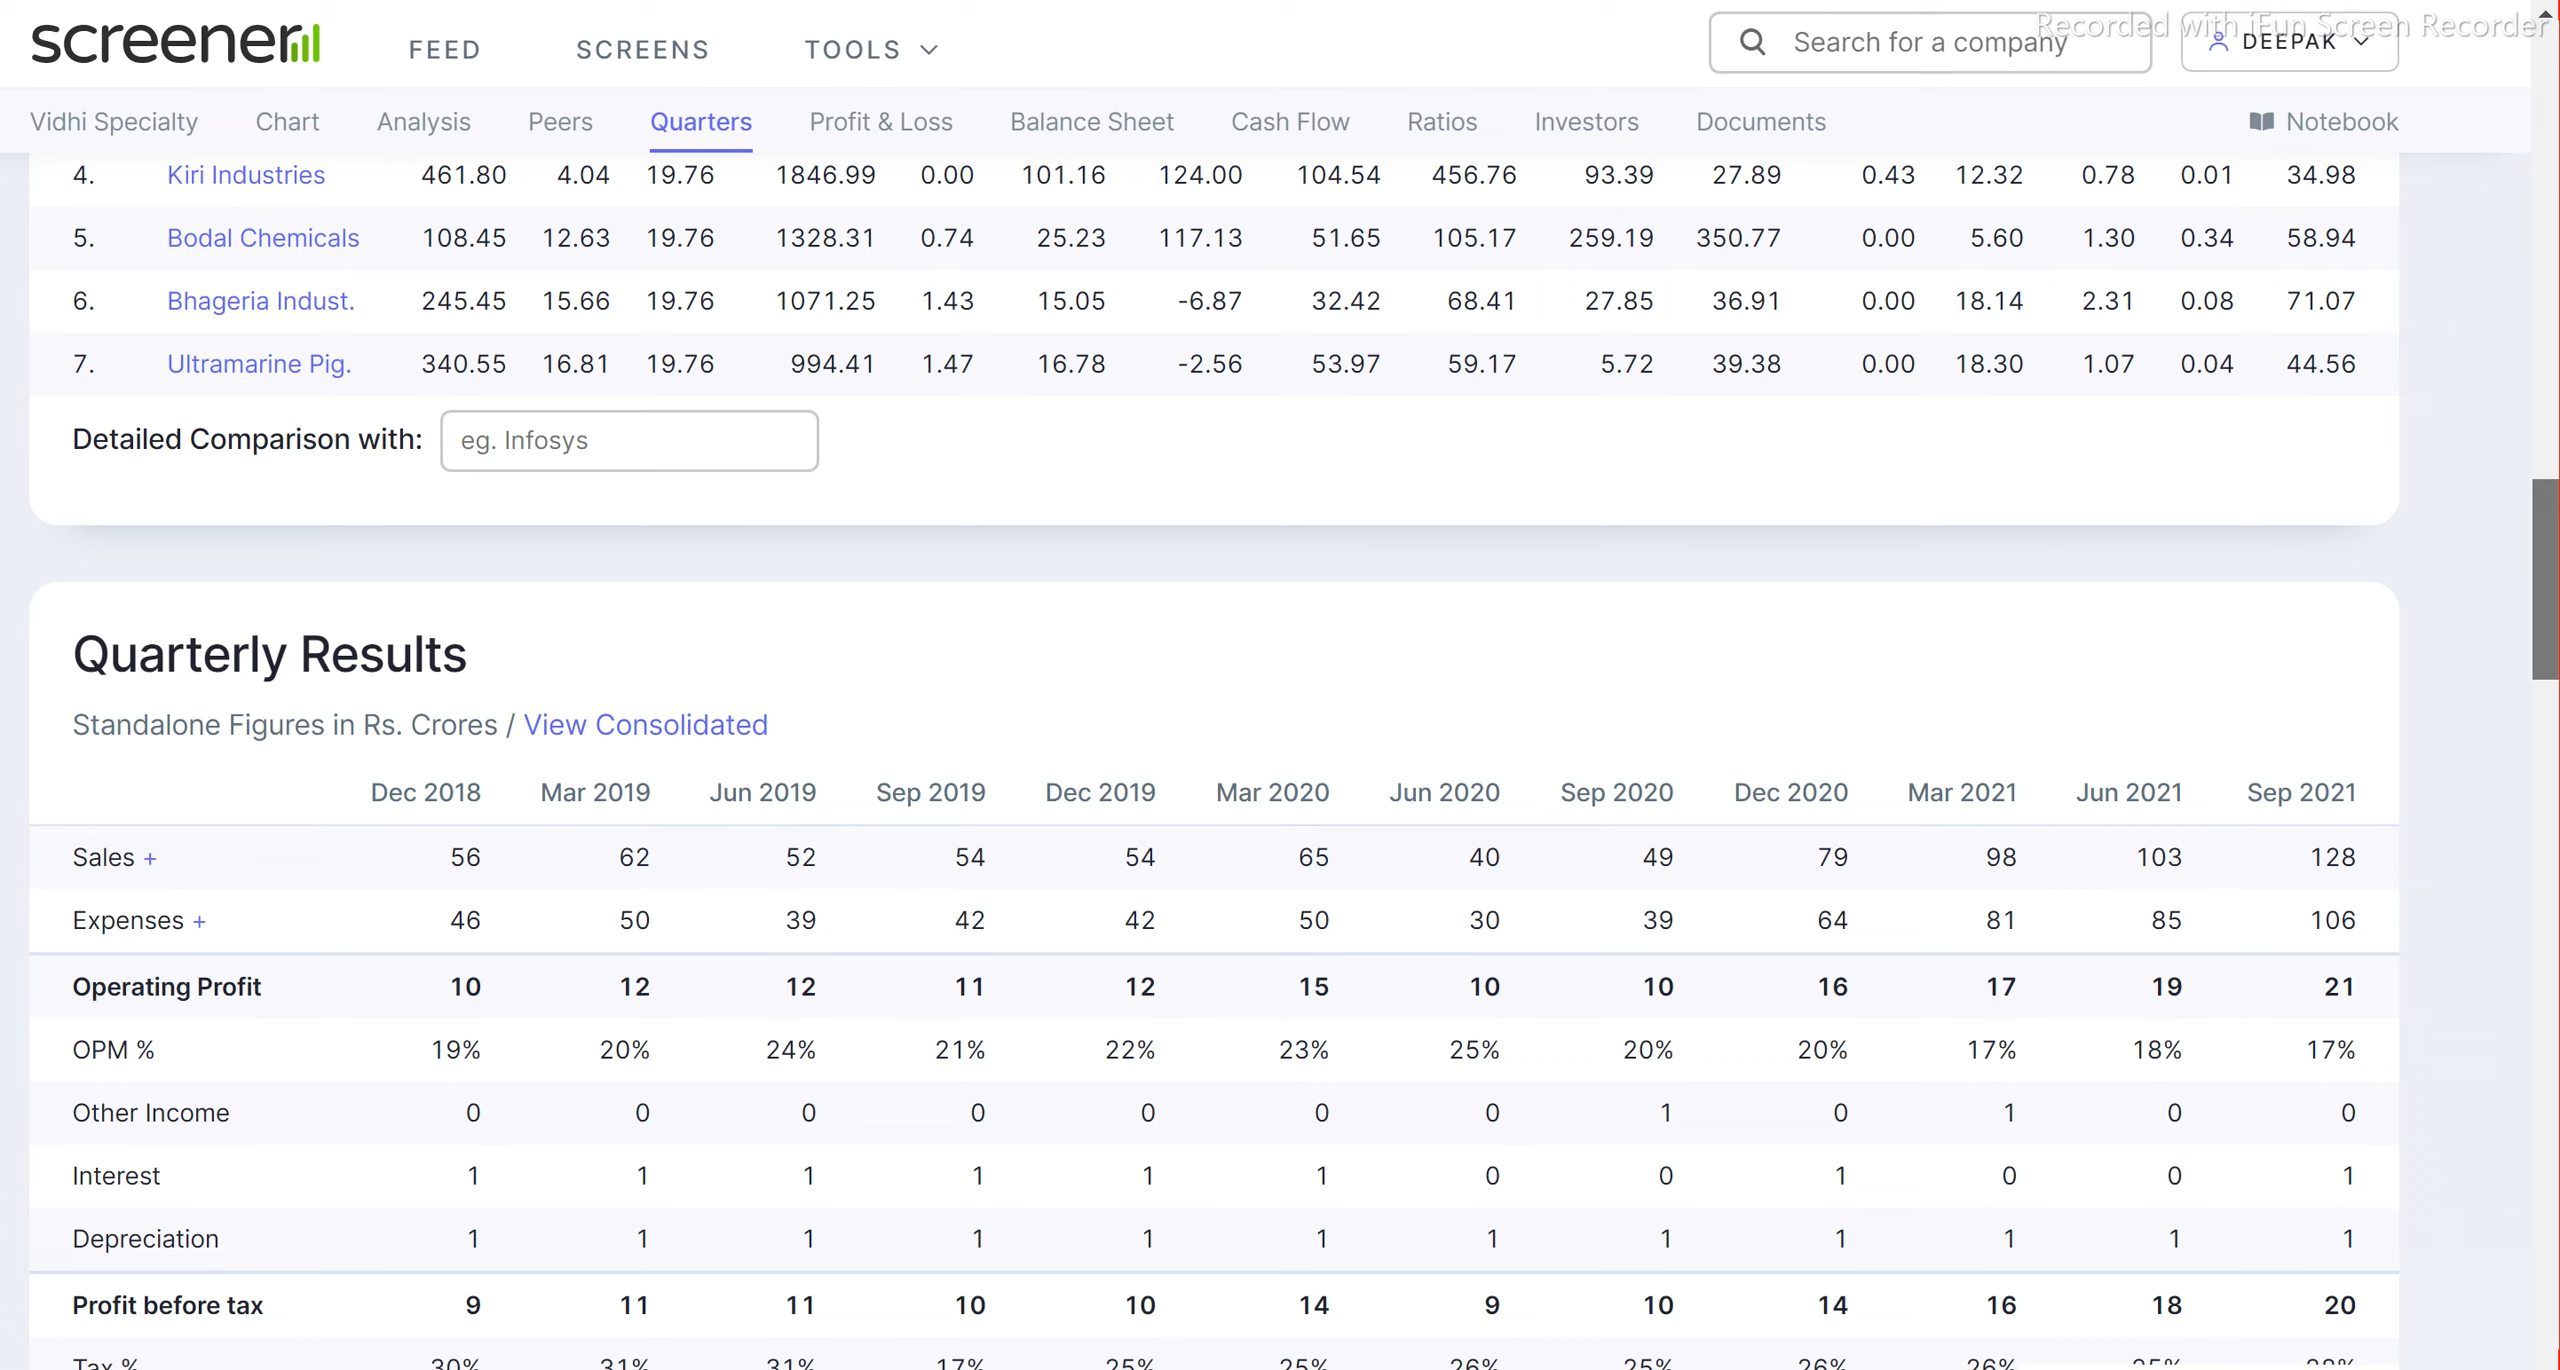 screener
FEED SCREENS TOOLS
Search for a company
DEEPAK
Recorded with iFun Screen Recorder
Vidhi Specialty Chart Analysis Peers Quarters Profit & Loss Balance Sheet Cash Flow Ratios Investors Documents Notebook
4. Kiri Industries 461.80 4.04 19.76 1846.99 0.00 101.16 124.00 104.54 456.76 93.39 27.89 0.43 12.32 0.78 0.01 34.98
5. Bodal Chemicals 108.45 12.63 19.76 1328.31 0.74 25.23 117.13 51.65 105.17 259.19 350.77 0.00 5.60 1.30 0.34 58.94
6. Bhageria Indust. 245.45 15.66 19.76 1071.25 1.43 15.05 -6.87 32.42 68.41 27.85 36.91 0.00 18.14 2.31 0.08 71.07
7. Ultramarine Pig. 340.55 16.81 19.76 994.41 1.47 16.78 -2.56 53.97 59.17 5.72 39.38 0.00 18.30 1.07 0.04 44.56
Detailed Comparison with: eg. Infosys
Quarterly Results
Standalone Figures in Rs. Crores / View Consolidated
Dec 2018 Mar 2019 Jun 2019 Sep 2019 Dec 2019 Mar 2020 Jun 2020 Sep 2020 Dec 2020 Mar 2021 Jun 2021 Sep 2021
Sales + 56 62 52 54 54 65 40 49 79 98 103 128
Expenses + 46 50 39 42 42 50 30 39 64 81 85 106
Operating Profit 10 12 12 11 12 15 10 10 16 17 19 21
OPM % 19% 20% 24% 21% 22% 23% 25% 20% 20% 17% 18% 17%
Other Income 0 0 0 0 0 0 0 1 0 1 0 0
Interest 1 1 1 1 1 1 0 0 1 0 0 1
Depreciation 1 1 1 1 1 1 1 1 1 1 1 1
Profit before tax 9 11 11 10 10 14 9 10 14 16 18 20
Tax % 30% 31% 31% 17% 25% 25% 26% 25% 26% 26% 25%